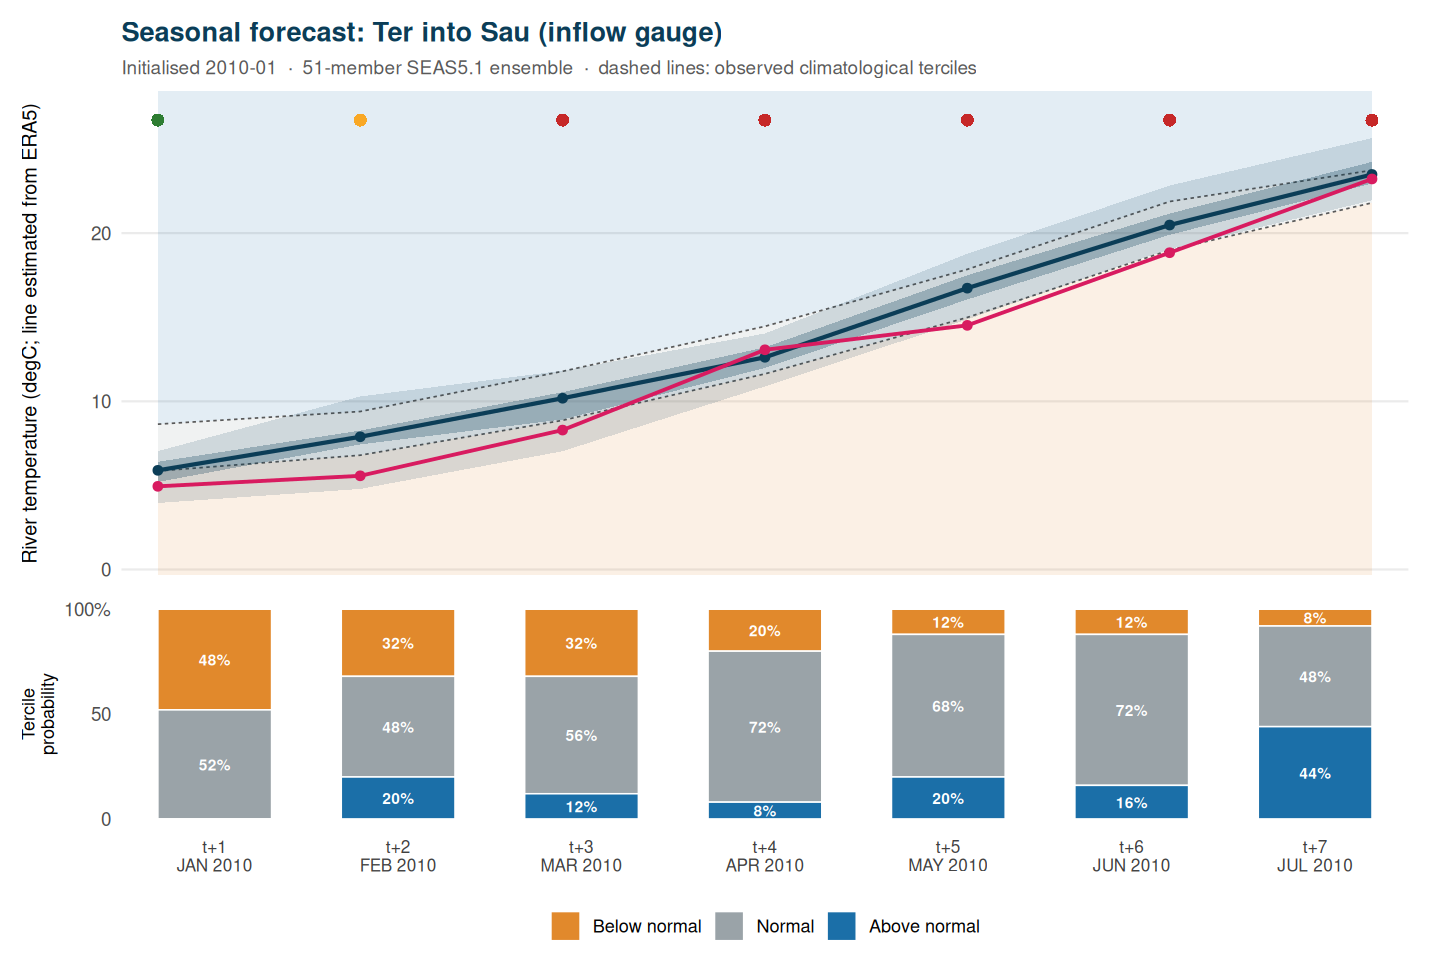 Seasonal forecast: Ter into Sau (inflow gauge)
Initialised 2010-01 · 51-member SEAS5.1 ensemble · dashed lines: observed climatological terciles
River temperature (degC; line estimated from ERA5)
20
10
0
Tercile
probability
100%
50
0
48%
52%
32%
48%
20%
32%
56%
12%
20%
72%
8%
12%
68%
20%
12%
72%
16%
8%
48%
44%
t+1
JAN 2010
t+2
FEB 2010
t+3
MAR 2010
t+4
APR 2010
t+5
MAY 2010
t+6
JUN 2010
t+7
JUL 2010
Below normal
Normal
Above normal